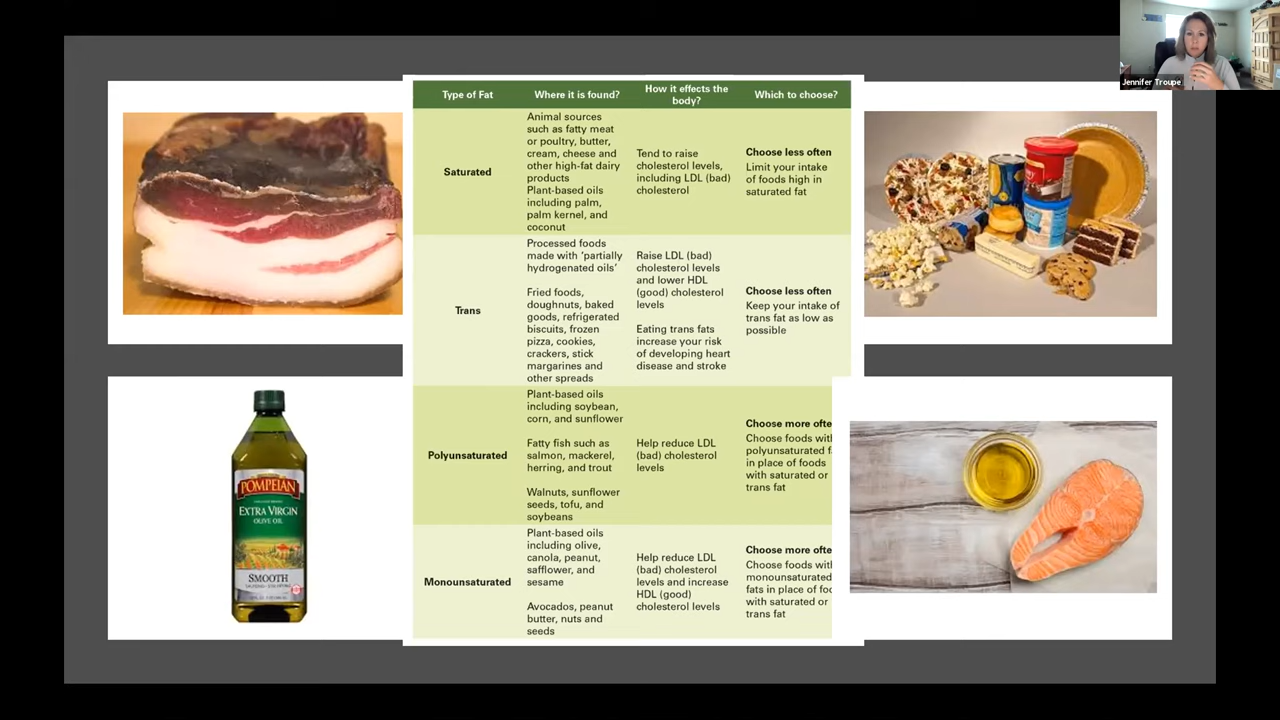 Jennifer Troupe
Type of Fat
Where it is found?
How it effects the
body?
Which to choose?
Saturated
Animal sources
such as fatty meat
or poultry, butter,
cream, cheese and
other high-fat dairy
products
Plant-based oils
including palm,
palm kernel, and
coconut
Tend to raise
cholesterol levels,
including LDL (bad)
cholesterol
Choose less often
Limit your intake
of foods high in
saturated fat
Trans
Processed foods
made with ‘partially
hydrogenated oils’
Fried foods,
doughnuts, baked
goods, refrigerated
biscuits, frozen
pizza, cookies,
crackers, stick
margarines and
other spreads
Raise LDL (bad)
cholesterol levels
and lower HDL
(good) cholesterol
levels
Eating trans fats
increase your risk
of developing heart
disease and stroke
Choose less often
Keep your intake of
trans fat as low as
possible
Polyunsaturated
Plant-based oils
including soybean,
corn, and sunflower
Fatty fish such as
salmon, mackerel,
herring, and trout
Walnuts, sunflower
seeds, tofu, and
soybeans
Help reduce LDL
(bad) cholesterol
levels
Choose more ofte
Choose foods with
polyunsaturated f
in place of foods
with saturated or
trans fat
Monounsaturated
Plant-based oils
including olive,
canola, peanut,
safflower, and
sesame
Avocados, peanut
butter, nuts and
seeds
Help reduce LDL
(bad) cholesterol
levels and increase
HDL (good)
cholesterol levels
Choose more ofte
Choose foods with
monounsaturated
fats in place of foo
with saturated or
trans fat
POMPEIAN
EXTRA VIRGIN
OLIVE OIL
SMOOTH